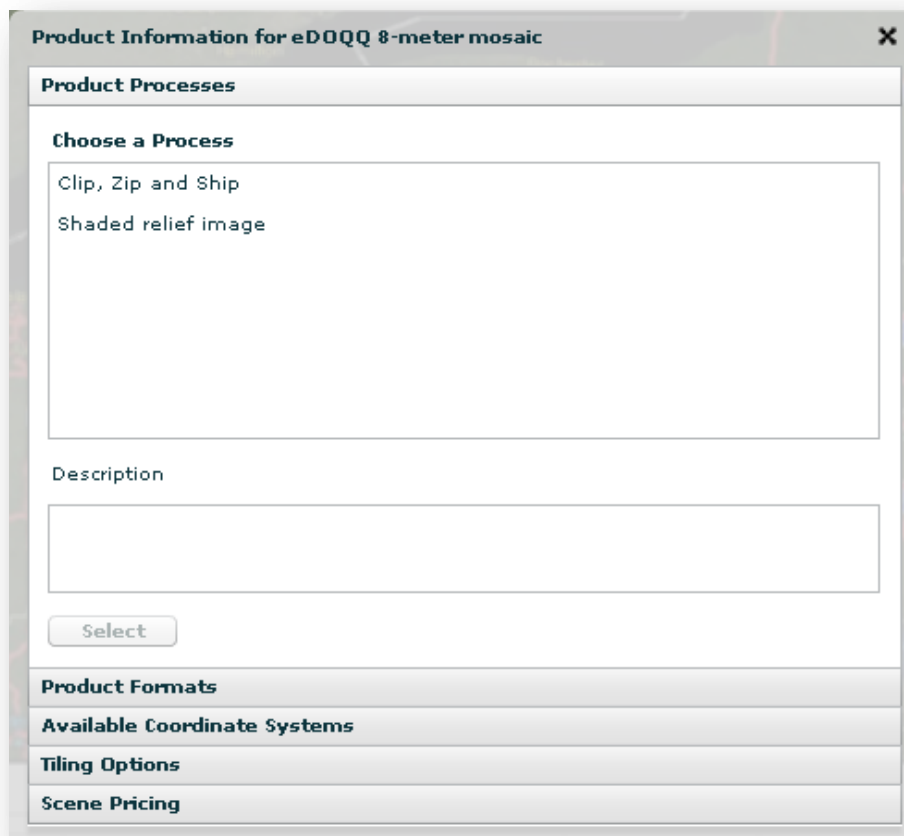 Product Information for eDOQQ 8-meter mosaic
Product Processes
Choose a Process
Clip, Zip and Ship
Shaded relief image
Description
Select
Product Formats
Available Coordinate Systems
Tiling Options
Scene Pricing